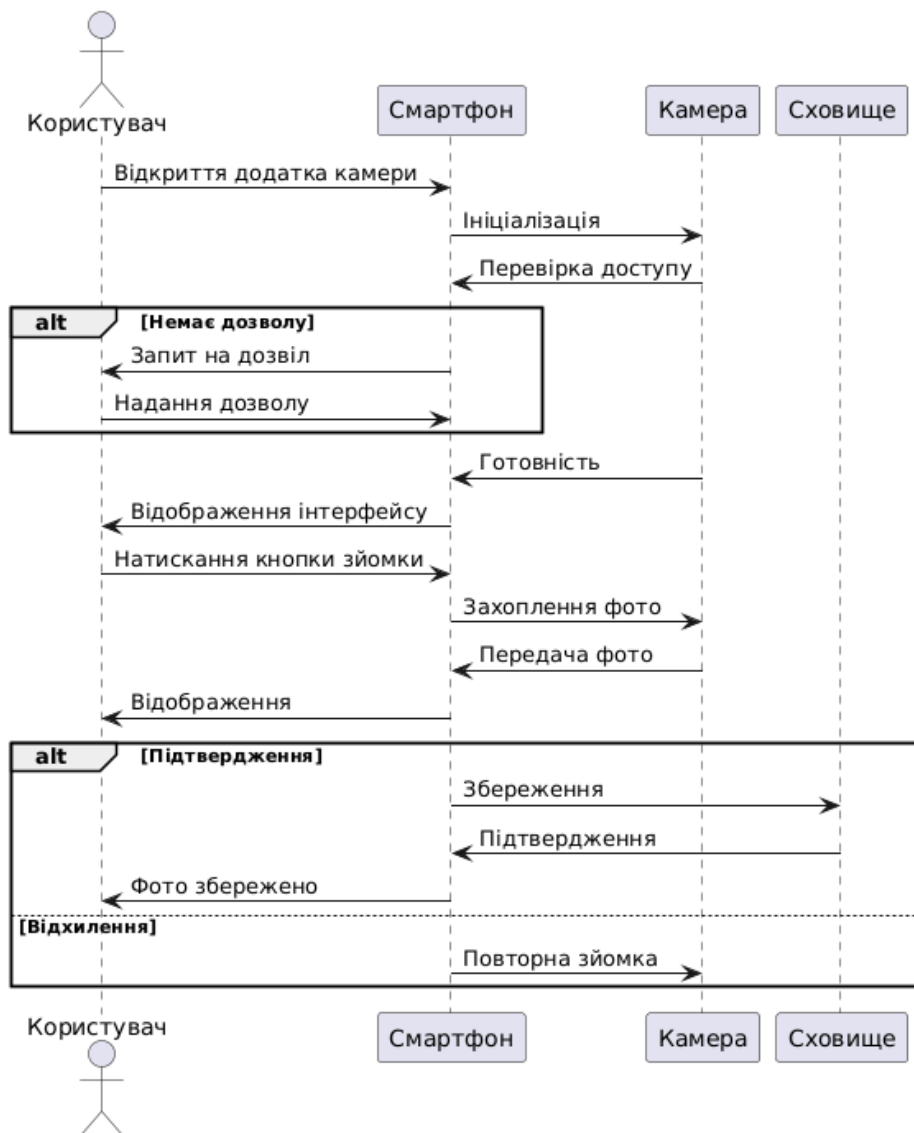 Користувач
Смартфон
Камера
Сховище
Відкриття додатка камери
Ініціалізація
Перевірка доступу
alt [Немає дозволу]
Запит на дозвіл
Надання дозволу
Готовність
Відображення інтерфейсу
Натискання кнопки зйомки
Захоплення фото
Передача фото
Відображення
alt [Підтвердження]
Збереження
Підтвердження
Фото збережено
[Відхилення]
Повторна зйомка
Користувач
Смартфон
Камера
Сховище